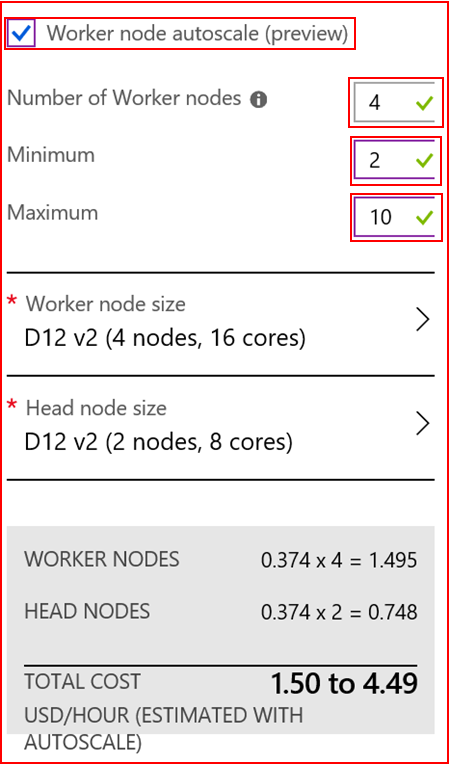 Worker node autoscale (preview)
Number of Worker nodes i 4
Minimum 2
Maximum 10
* Worker node size
D12 v2 (4 nodes, 16 cores)
* Head node size
D12 v2 (2 nodes, 8 cores)
WORKER NODES 0.374 x 4 = 1.495
HEAD NODES 0.374 x 2 = 0.748
TOTAL COST 1.50 to 4.49
USD/HOUR (ESTIMATED WITH
AUTOSCALE)